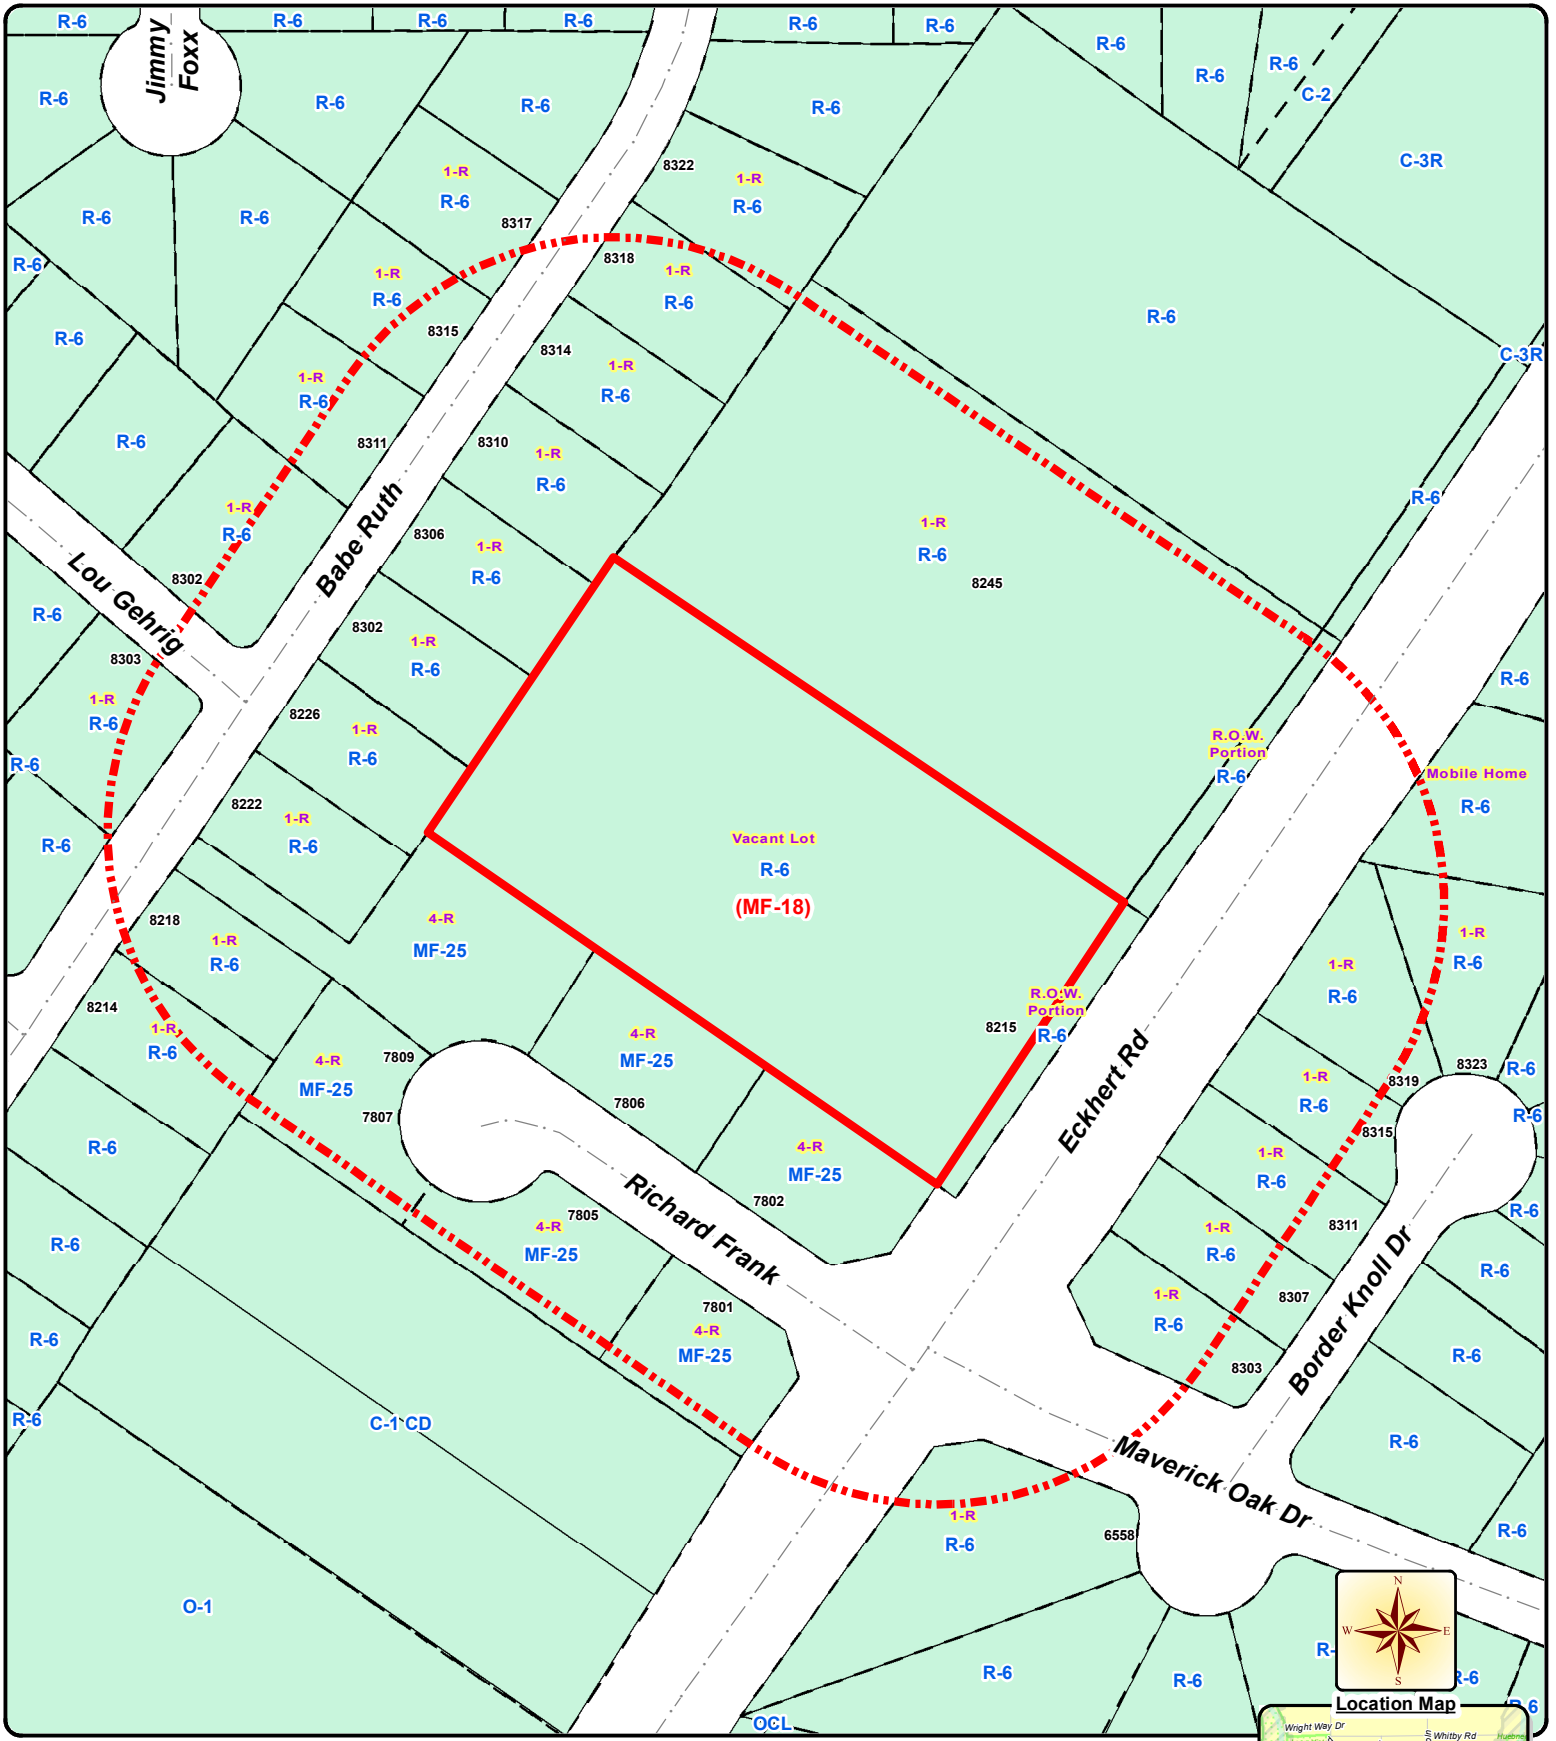 R-6
R-6
R-6
R-6
R-6
R-6
Jimmy
Foxx
R-6
R-6
R-6
R-6
R-6
R-6
R-6
C-2
C-3R
8322
1-R
R-6
1-R
R-6
8317
R-6
R-6
R-6
8318
1-R
R-6
1-R
R-6
8315
R-6
R-6
C-3R
8314
1-R
R-6
1-R
R-6
8311
R-6
8310
1-R
R-6
Babe Ruth
1-R
R-6
R-6
8306
1-R
R-6
1-R
R-6
8245
Lou Gehrig
8302
R-6
8302
1-R
R-6
8303
1-R
R-6
R-6
R-6
8226
1-R
R-6
R.O.W.
Portion
R-6
Mobile Home
R-6
8222
1-R
R-6
R-6
Vacant Lot
R-6
(MF-18)
8218
1-R
R-6
4-R
MF-25
1-R
R-6
1-R
R-6
8214
1-R
R-6
R.O.W.
Portion
R-6
8215
4-R
MF-25
7809
4-R
MF-25
7807
7806
Eckhert Rd
1-R
R-6
8319
8323
R-6
R-6
8315
R-6
4-R
MF-25
7802
1-R
R-6
Richard Frank
7805
4-R
MF-25
8311
1-R
R-6
R-6
R-6
R-6
8307
1-R
R-6
Border Knoll Dr
7801
4-R
MF-25
R-6
R-6
8303
R-6
C-1 CD
R-6
Maverick Oak Dr
1-R
R-6
6558
R-6
O-1
N
W
E
S
R-6
R-6
R-
R-6
R-6
OCL
Location Map
Wright Way Dr
Whitby Rd